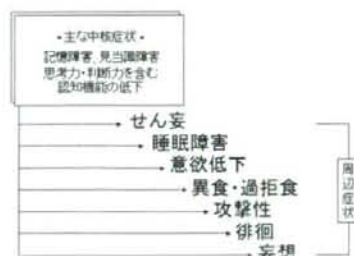 ・主な中核症状・
記憶障害、見当識障害
思考力・判断力を含む
認知機能の低下
せん妄
睡眠障害
意欲低下
異食・過拒食
攻撃性
徘徊
妄想
周辺症状